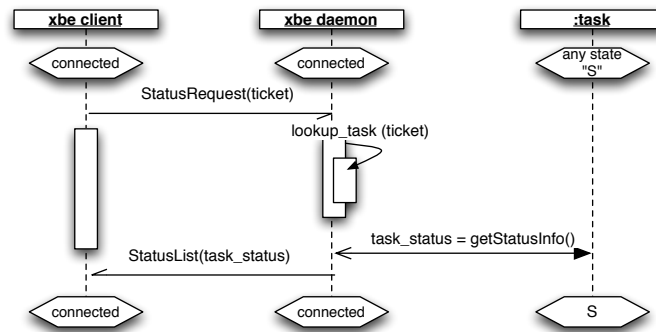 xbe client
xbe daemon
:task
connected
connected
any state
"S"
StatusRequest(ticket)
lookup_task (ticket)
task_status = getStatusInfo()
StatusList(task_status)
connected
connected
S